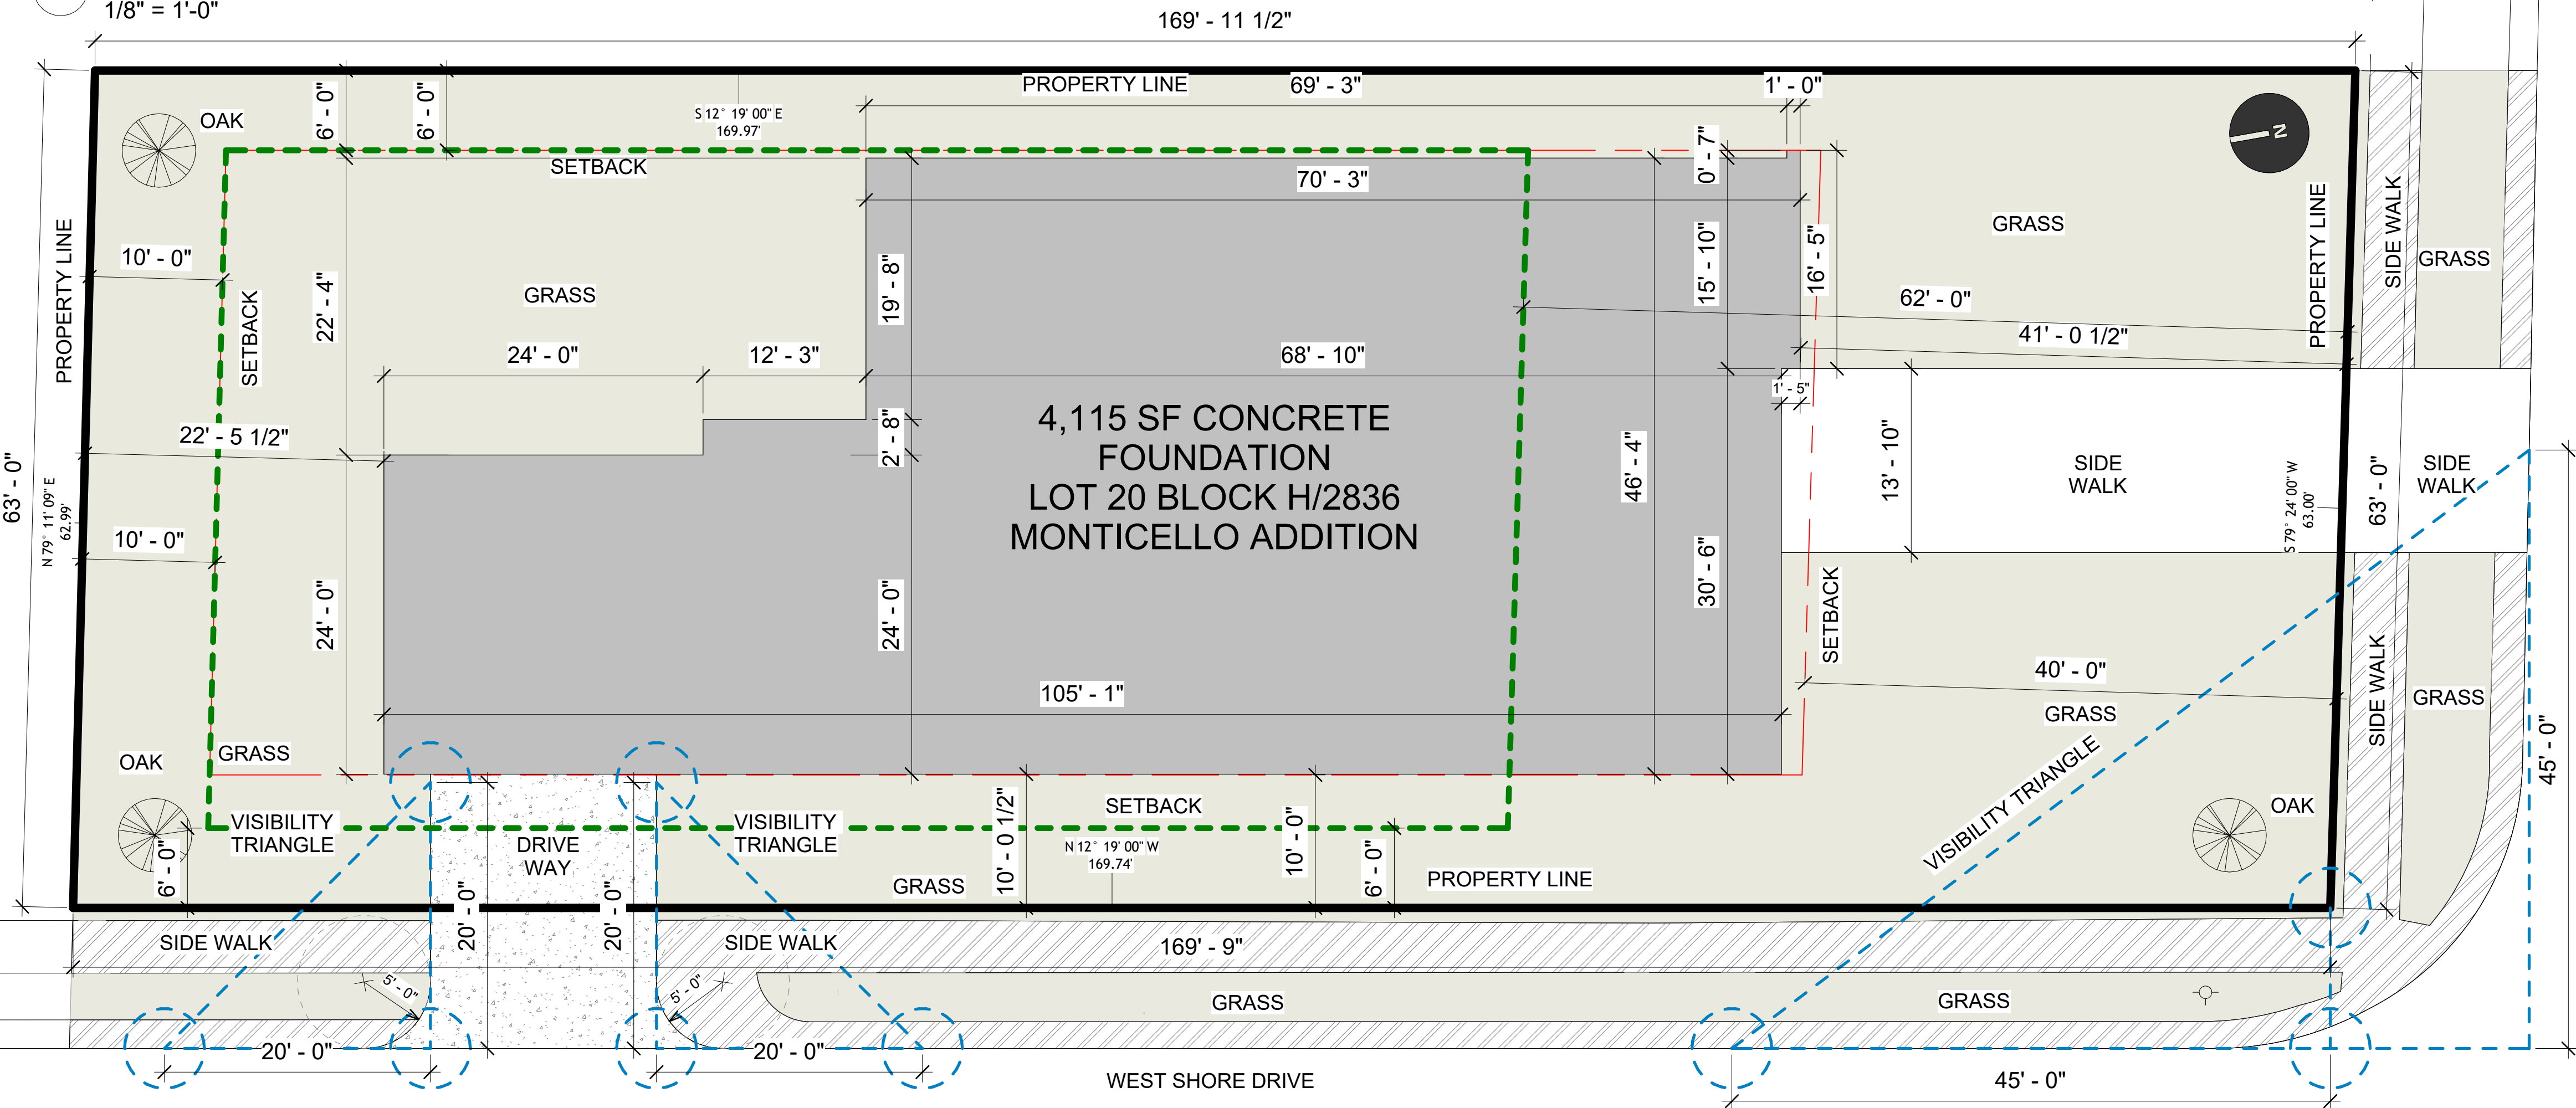 1/8" = 1'-0"
169' - 11 1/2"
PROPERTY LINE
69' - 3"
1' - 0"
6' - 0"
6' - 0"
OAK
S 12° 19' 00" E
169.97'
N
SETBACK
0' - 7"
70' - 3"
PROPERTY LINE
10' - 0"
SETBACK
22' - 4"
GRASS
19' - 8"
15' - 10"
16' - 5"
GRASS
62' - 0"
41' - 0 1/2"
PROPERTY LINE
SIDE WALK
GRASS
24' - 0"
12' - 3"
68' - 10"
1' - 5"
22' - 5 1/2"
2' - 8"
4,115 SF CONCRETE
FOUNDATION
LOT 20 BLOCK H/2836
MONTICELLO ADDITION
46' - 4"
13' - 10"
SIDE
WALK
S 79° 24' 00" W
63.00'
63' - 0"
SIDE
WALK
63' - 0"
N 79° 11' 09" E
62.99'
10' - 0"
24' - 0"
24' - 0"
30' - 6"
SETBACK
105' - 1"
40' - 0"
GRASS
SIDE WALK
GRASS
45' - 0"
OAK
GRASS
VISIBILITY
TRIANGLE
6' - 0"
DRIVE
WAY
VISIBILITY
TRIANGLE
GRASS
10' - 0 1/2"
SETBACK
N 12° 19' 00" W
169.74'
10' - 0"
6' - 0"
PROPERTY LINE
VISIBILITY TRIANGLE
OAK
SIDE WALK
20' - 0"
20' - 0"
SIDE WALK
169' - 9"
5' - 0"
5' - 0"
GRASS
GRASS
20' - 0"
20' - 0"
WEST SHORE DRIVE
45' - 0"